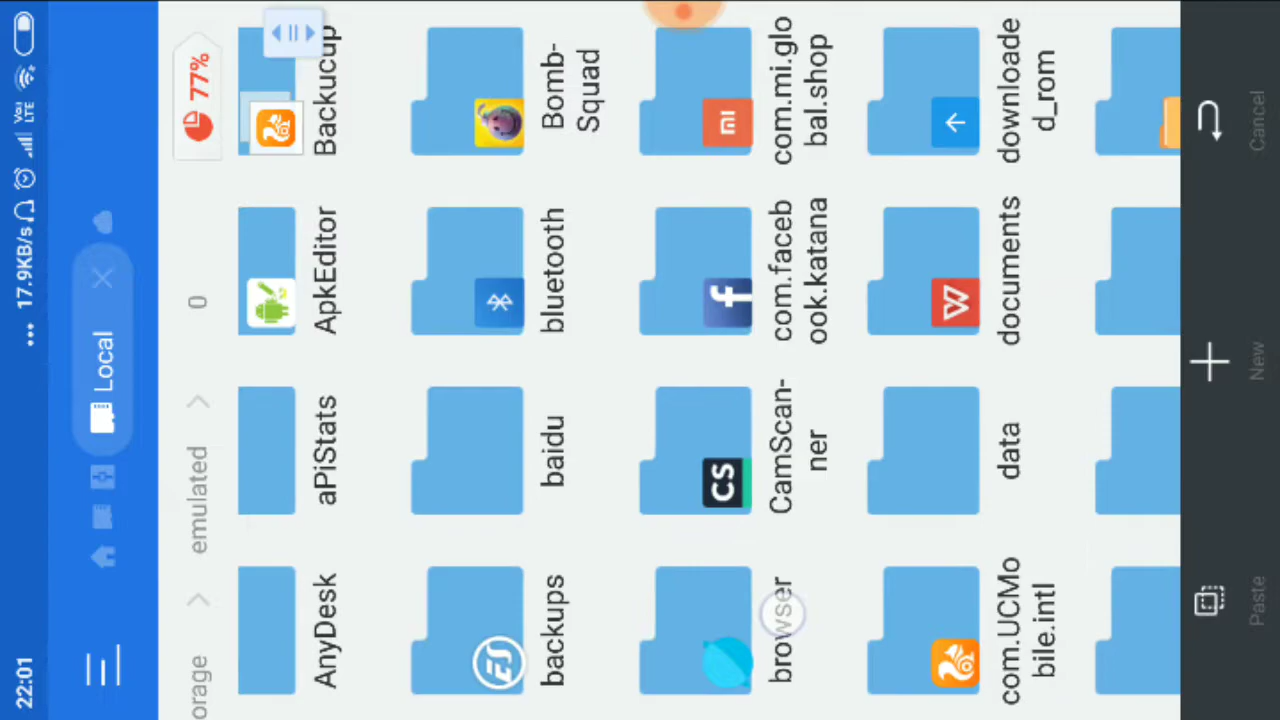 22:01 ... 17.9KB/s Vo) LTE
Local
orage > emulated > 0 77%
AnyDesk
aPiStats
ApkEditor
Backucup
backups
baidu
bluetooth
Bomb-
Squad
browser
CamScan-
ner
com.faceb
ook.katana
com.mi.glo
bal.shop
com.UCMo
bile.intl
data
documents
downloade
d_rom
Paste
New
Cancel